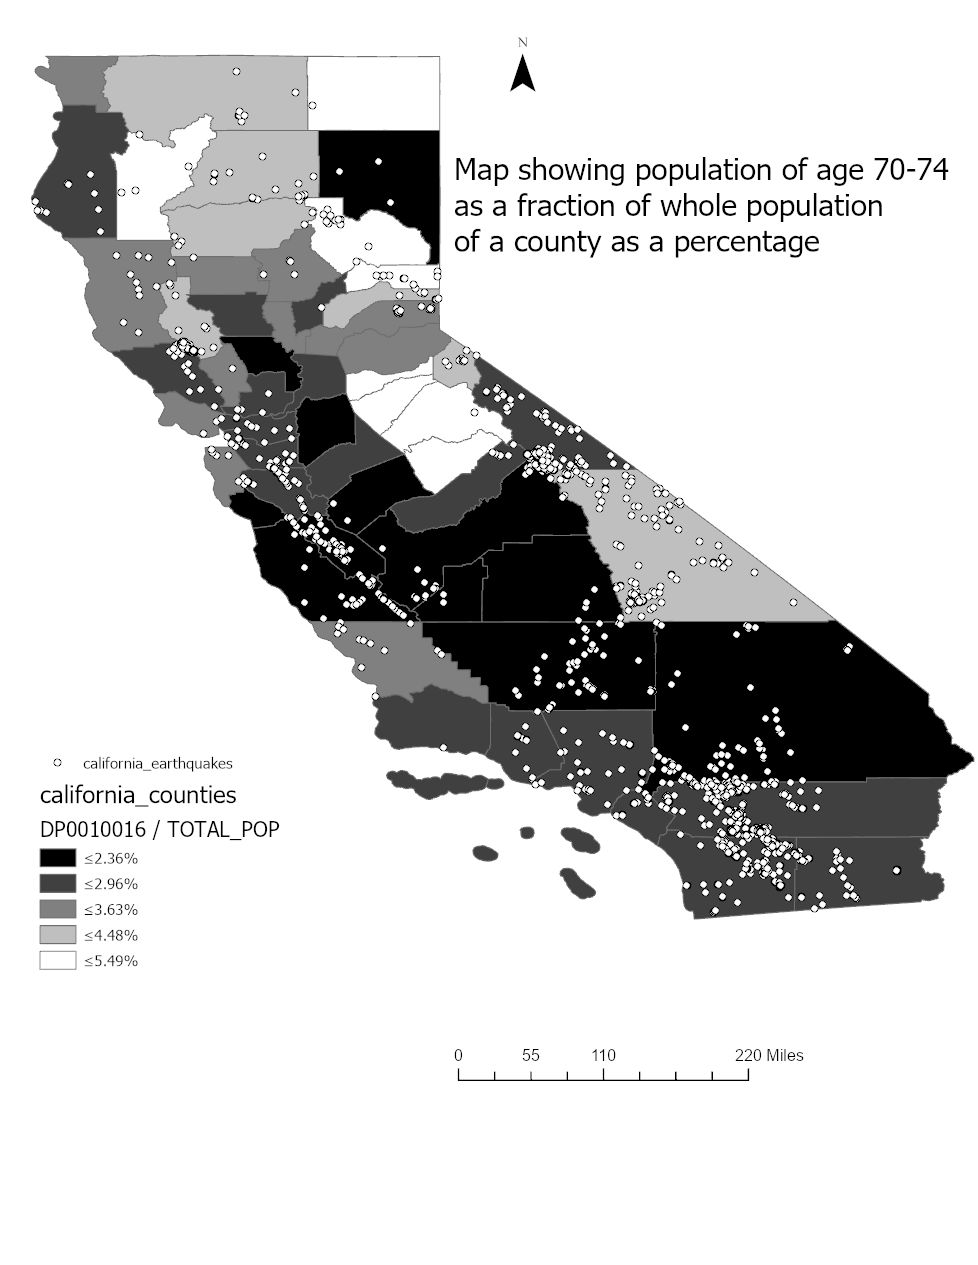 N
Map showing population of age 70-74
as a fraction of whole population
of a county as a percentage
california_earthquakes
california_counties
DP0010016 / TOTAL_POP
≤2.36%
≤2.96%
≤3.63%
≤4.48%
≤5.49%
0 55 110 220 Miles